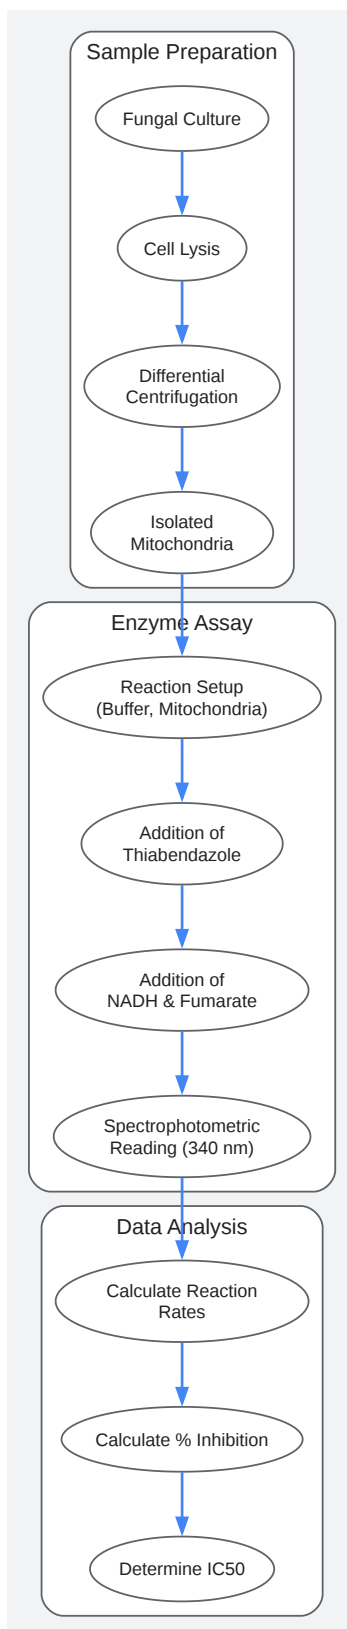 Sample Preparation
Fungal Culture
Cell Lysis
Differential
Centrifugation
Isolated
Mitochondria
Enzyme Assay
Reaction Setup
(Buffer, Mitochondria)
Addition of
Thiabendazole
Addition of
NADH & Fumarate
Spectrophotometric
Reading (340 nm)
Data Analysis
Calculate Reaction
Rates
Calculate % Inhibition
Determine IC50